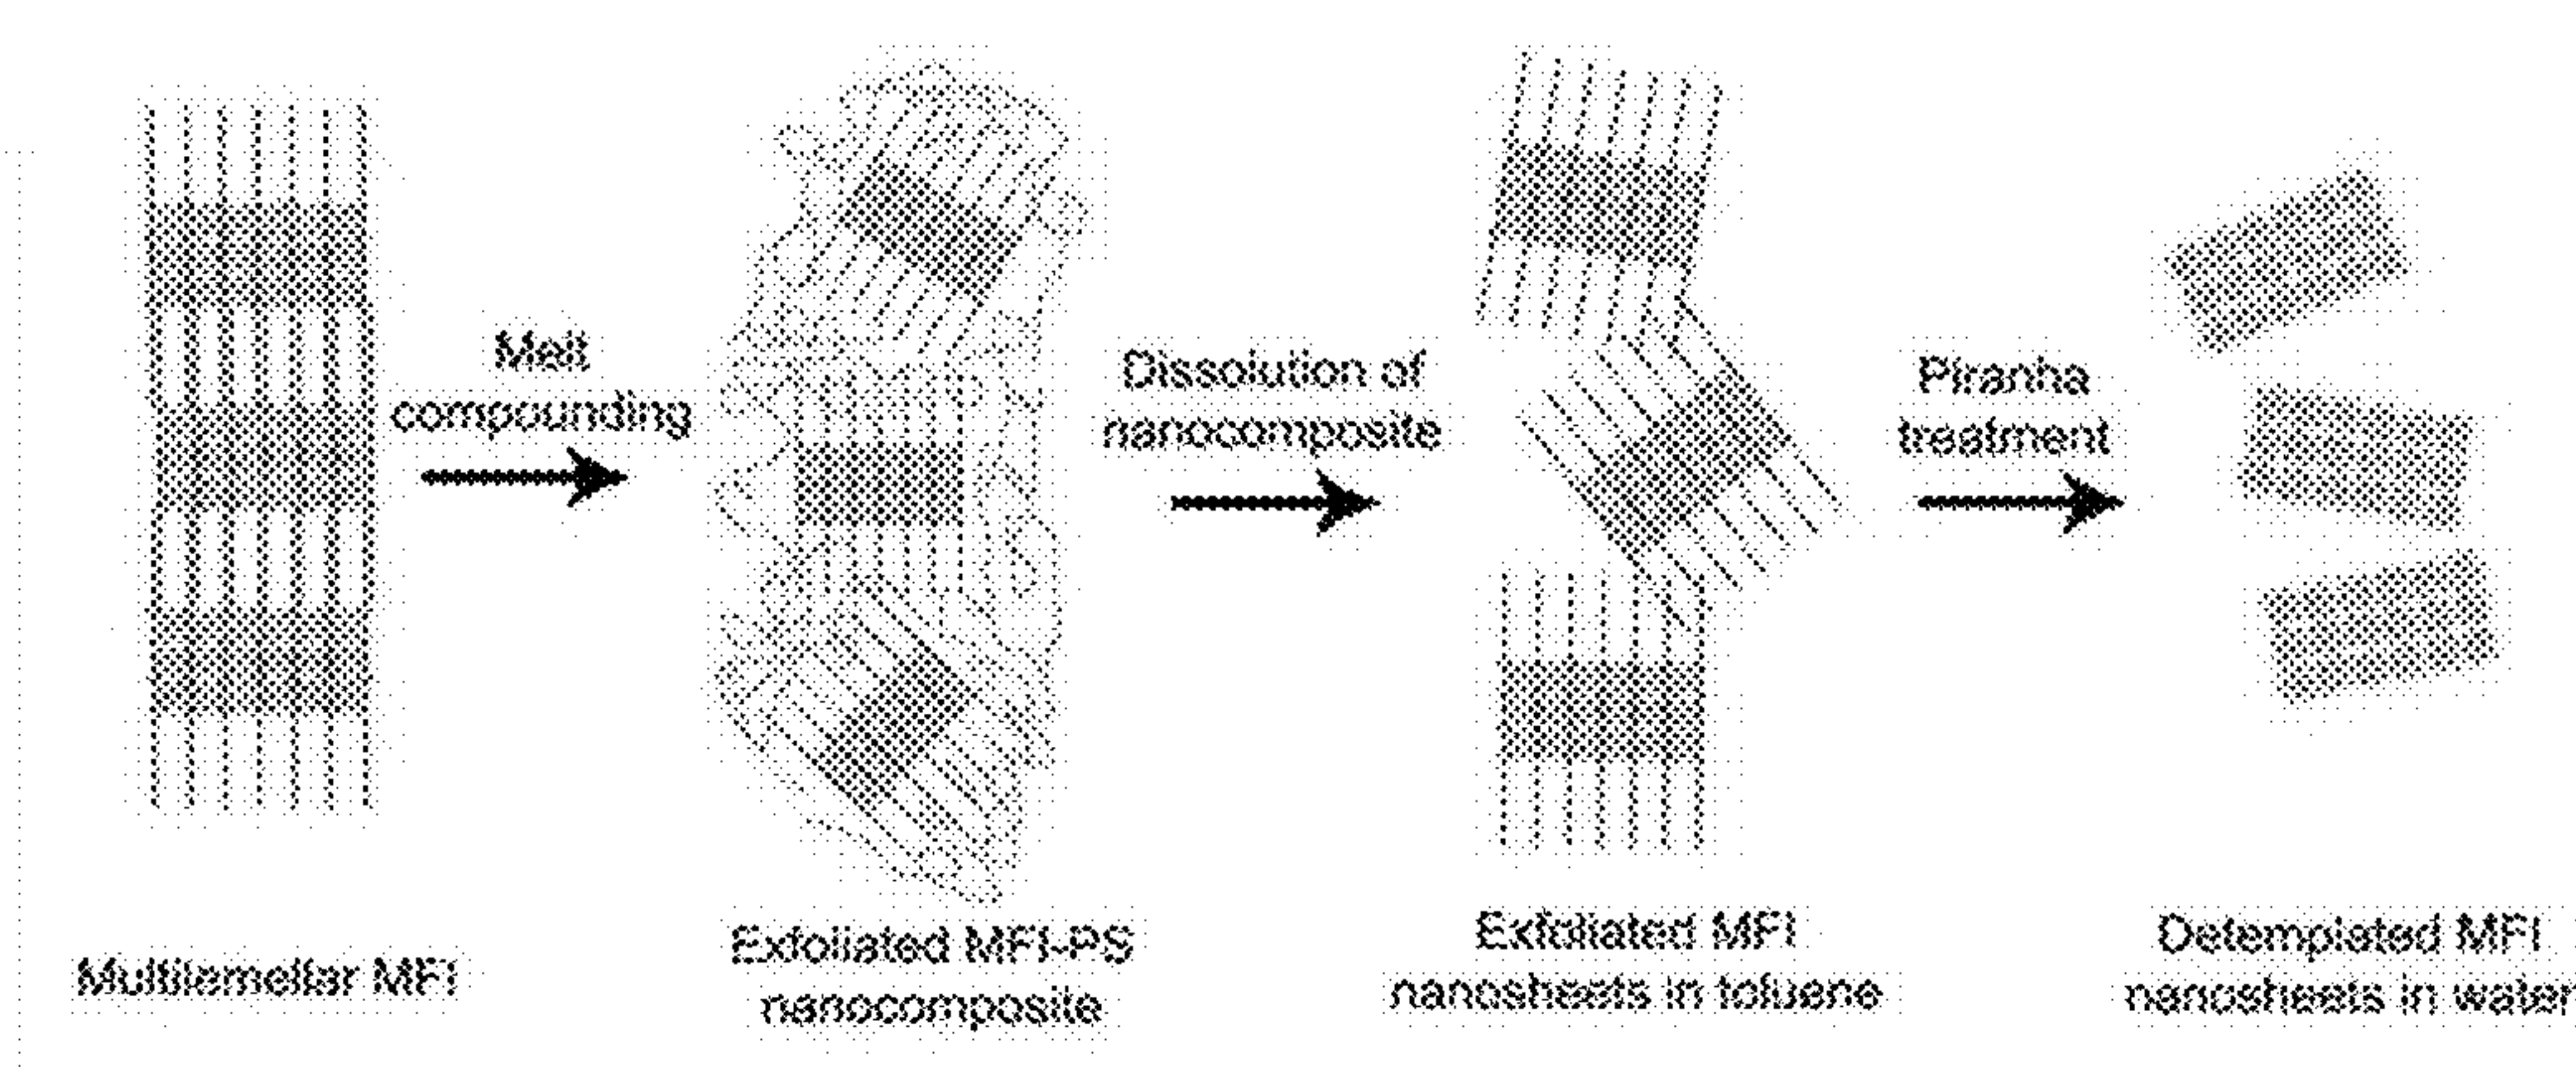 Melt
compounding
Dissolution of
nanocomposite
Piranha
treatment
Multilamellar MFI
Exfoliated MFI-PS
nanocomposite
Exfoliated MFI
nanosheets in toluene
Detemplated MFI
nanosheets in water